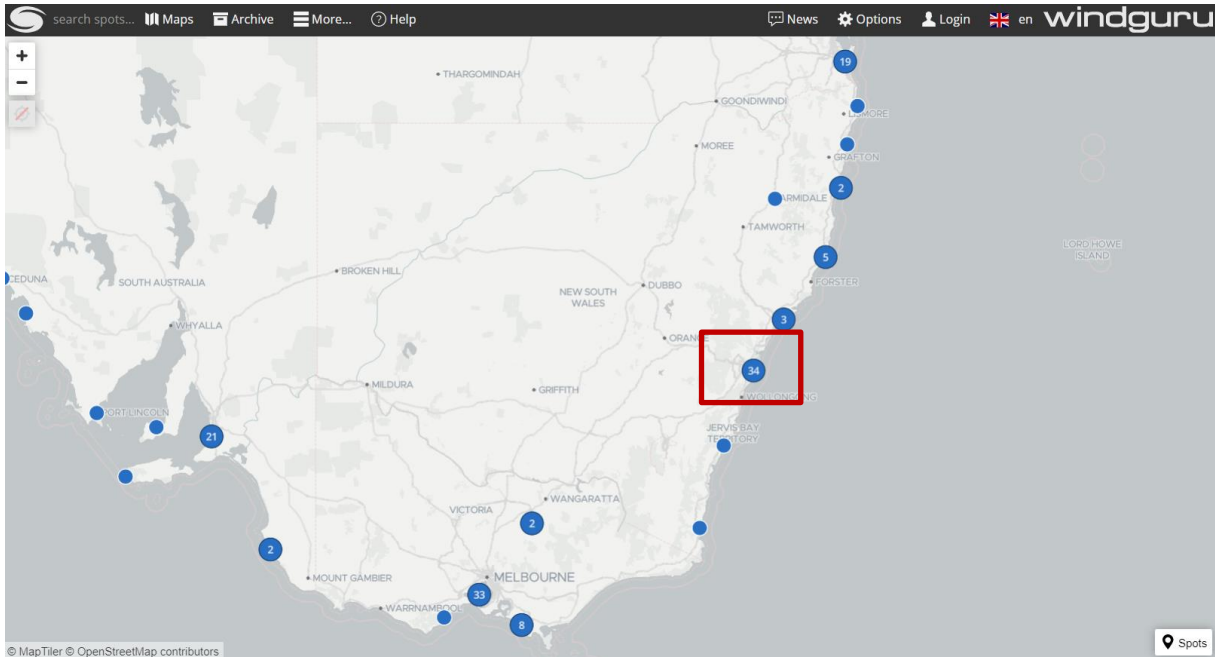 search spots... Maps Archive More... Help News Options Login en windguru
+
−
THARGOMINDAH
19
GOONDIWINDI
MOREE
GRAFTON
2
TAMWORTH
LORD HOWE
ISLAND
5
BROKEN HILL
SOUTH AUSTRALIA
DUBBO
FORSTER
NEW SOUTH
WALES
3
WHYALLA
34
MILDURA
GRIFFITH
WOLLONGONG
PORT LINCOLN
JERVIS BAY
TERRITORY
21
WANGARATTA
VICTORIA
2
2
MELBOURNE
MOUNT GAMBIER
33
WARRNAMBOOL
8
Spots
© MapTiler © OpenStreetMap contributors